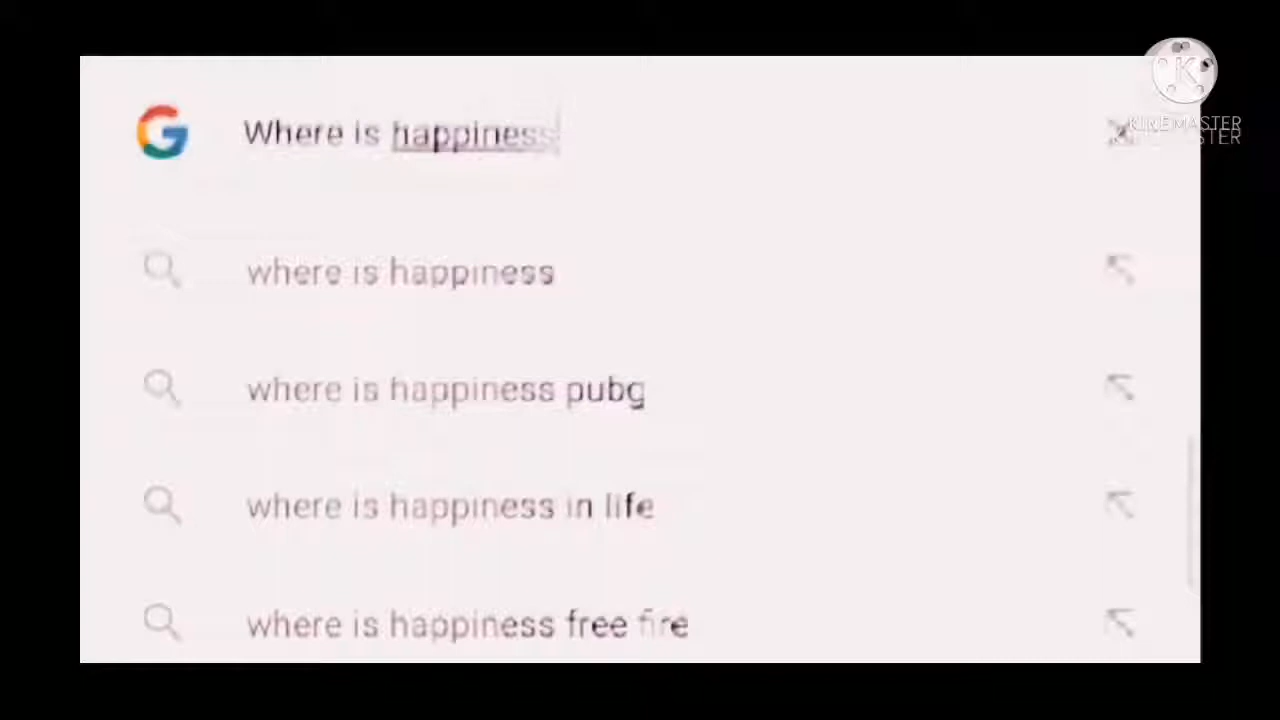 Where is happiness
KINEMASTER
where is happiness
where is happiness pubg
where is happiness in life
where is happiness free fire